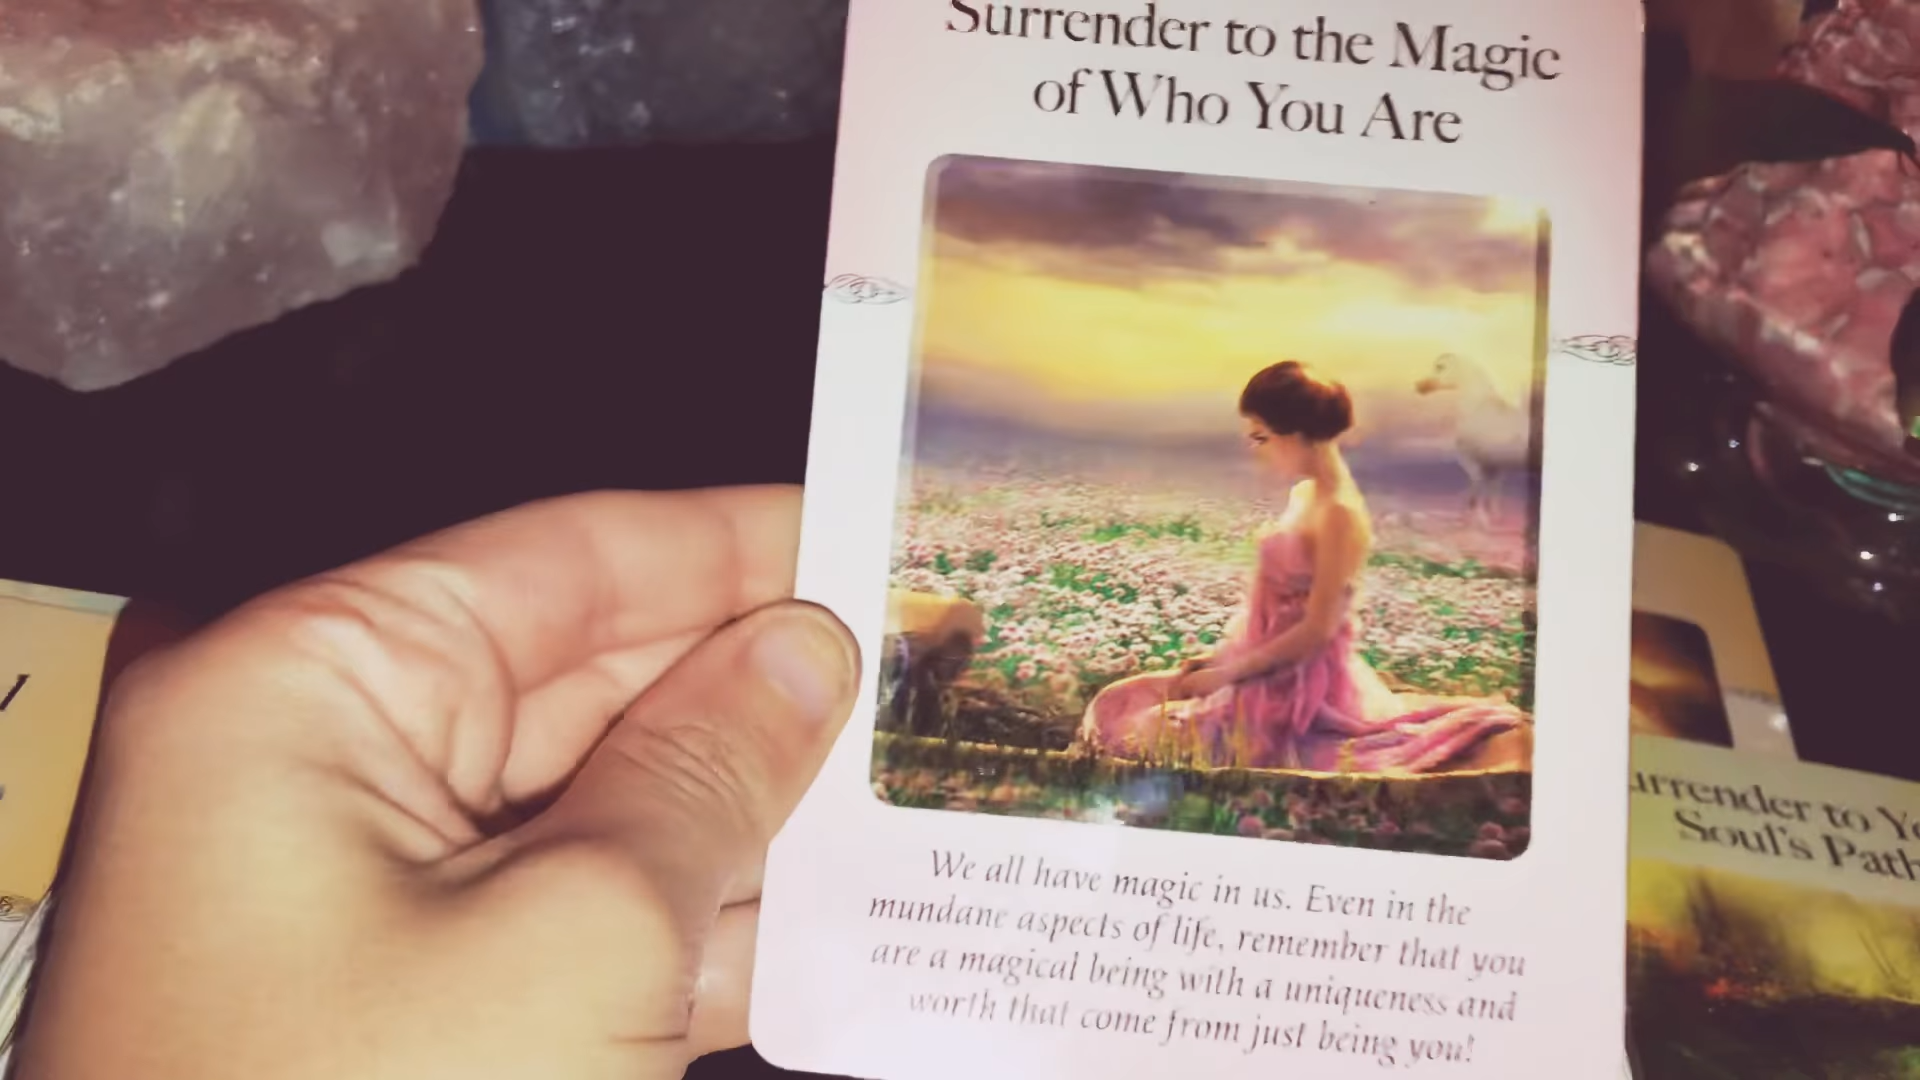 Surrender to the Magic
of Who You Are
We all have magic in us. Even in the
mundane aspects of life, remember that you
are a magical being with a uniqueness and
worth that come from just being you!
urrender to Yo
Soul's Path